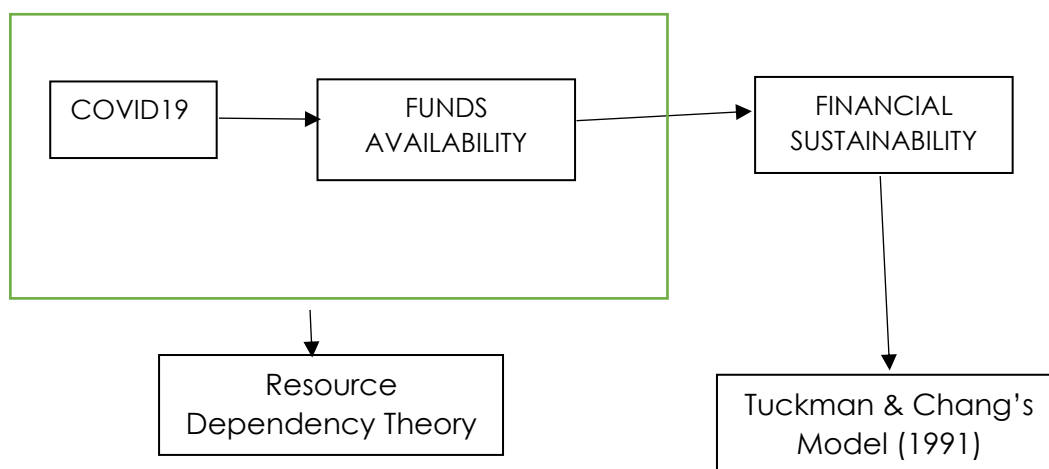 COVID19
FUNDS
AVAILABILITY
FINANCIAL
SUSTAINABILITY
Resource
Dependency Theory
Tuckman & Chang’s
Model (1991)